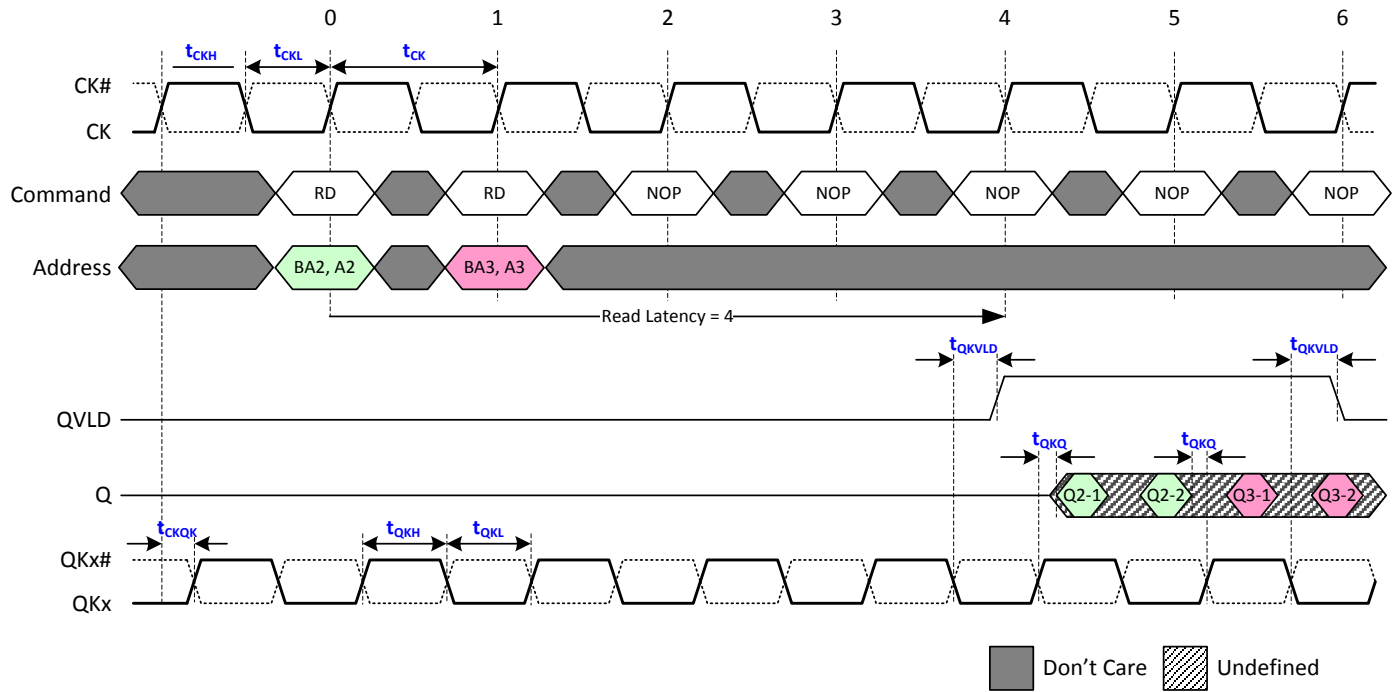 0 1 2 3 4 5 6
tCKH tCKL tCK
CK#
CK
Command RD RD NOP NOP NOP NOP NOP
Address BA2, A2 BA3, A3
Read Latency = 4
tQKVLD tQKVLD
QVLD
tQKQ tQKQ
Q Q2-1 Q2-2 Q3-1 Q3-2
tCKQK tQKH tQKL
QKx#
QKx
Don't Care Undefined